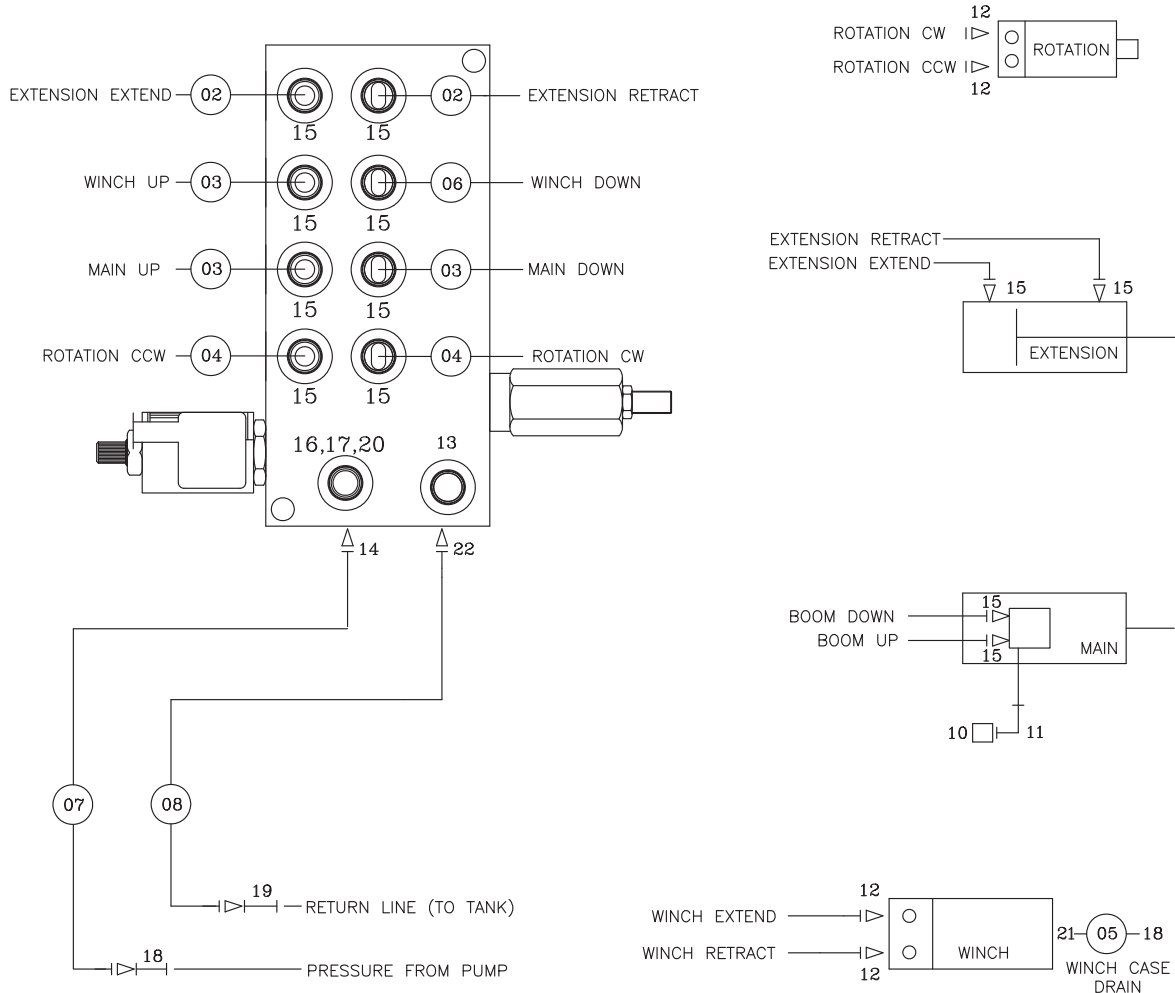 EXTENSION EXTEND 02 02 EXTENSION RETRACT
15 15
WINCH UP 03 06 WINCH DOWN
15 15
MAIN UP 03 03 MAIN DOWN
15 15
ROTATION CCW 04 04 ROTATION CW
15 15
16,17,20 13
14 22
07 08
19
RETURN LINE (TO TANK)
18
PRESSURE FROM PUMP
12
ROTATION CW
ROTATION
ROTATION CCW
12
EXTENSION RETRACT
EXTENSION EXTEND
15 15
EXTENSION
15
BOOM DOWN
BOOM UP
MAIN
15
10 11
12
WINCH EXTEND
WINCH RETRACT
WINCH
21 05 18
12
WINCH CASE
DRAIN